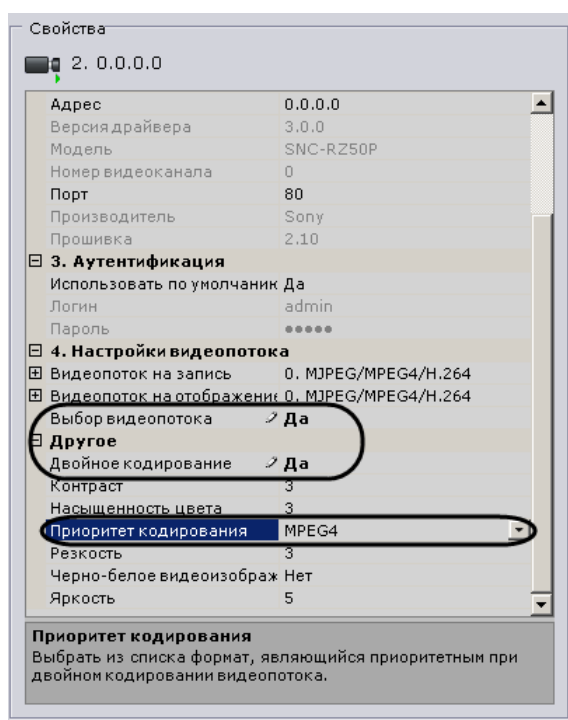 Свойства
2. 0.0.0.0
Адрес 0.0.0.0
Версия драйвера 3.0.0
Модель SNC-RZ50P
Номер видеоканала 0
Порт 80
Производитель Sony
Прошивка 2.10
3. Аутентификация
Использовать по умолчанию Да
Логин admin
Пароль •••••
4. Настройки видеопотока
Видеопоток на запись 0. MJPEG/MPEG4/H.264
Видеопоток на отображение 0. MJPEG/MPEG4/H.264
Выбор видеопотока Да
Другое
Двойное кодирование Да
Контраст 3
Насыщенность цвета 3
Приоритет кодирования MPEG4
Резкость 3
Черно-белое видеоизображ Нет
Яркость 5
Приоритет кодирования
Выбрать из списка формат, являющийся приоритетным при
двойном кодировании видеопотока.